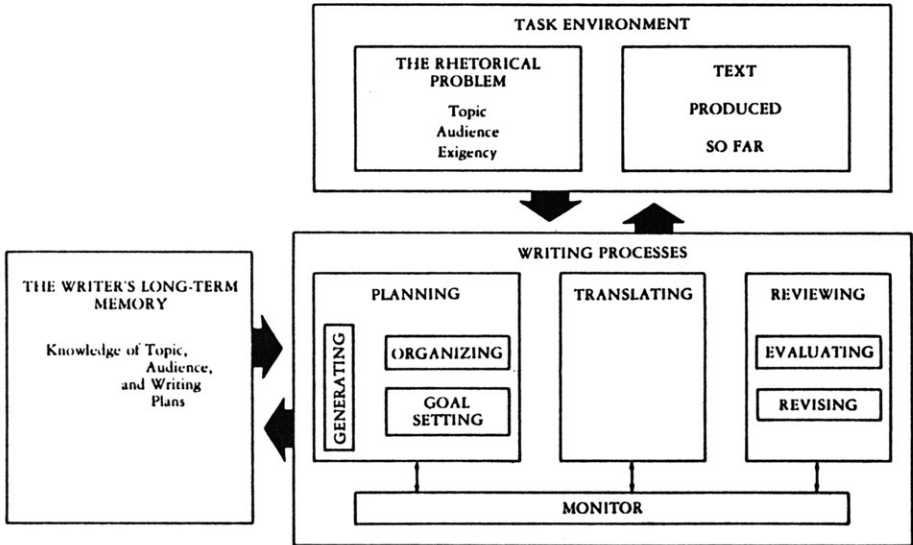 TASK ENVIRONMENT
THE RHETORICAL
PROBLEM
Topic
Audience
Exigency
TEXT
PRODUCED
SO FAR
THE WRITER'S LONG-TERM
MEMORY
Knowledge of Topic,
Audience,
and Writing
Plans
WRITING PROCESSES
PLANNING
GENERATING
ORGANIZING
GOAL
SETTING
TRANSLATING
REVIEWING
EVALUATING
REVISING
MONITOR